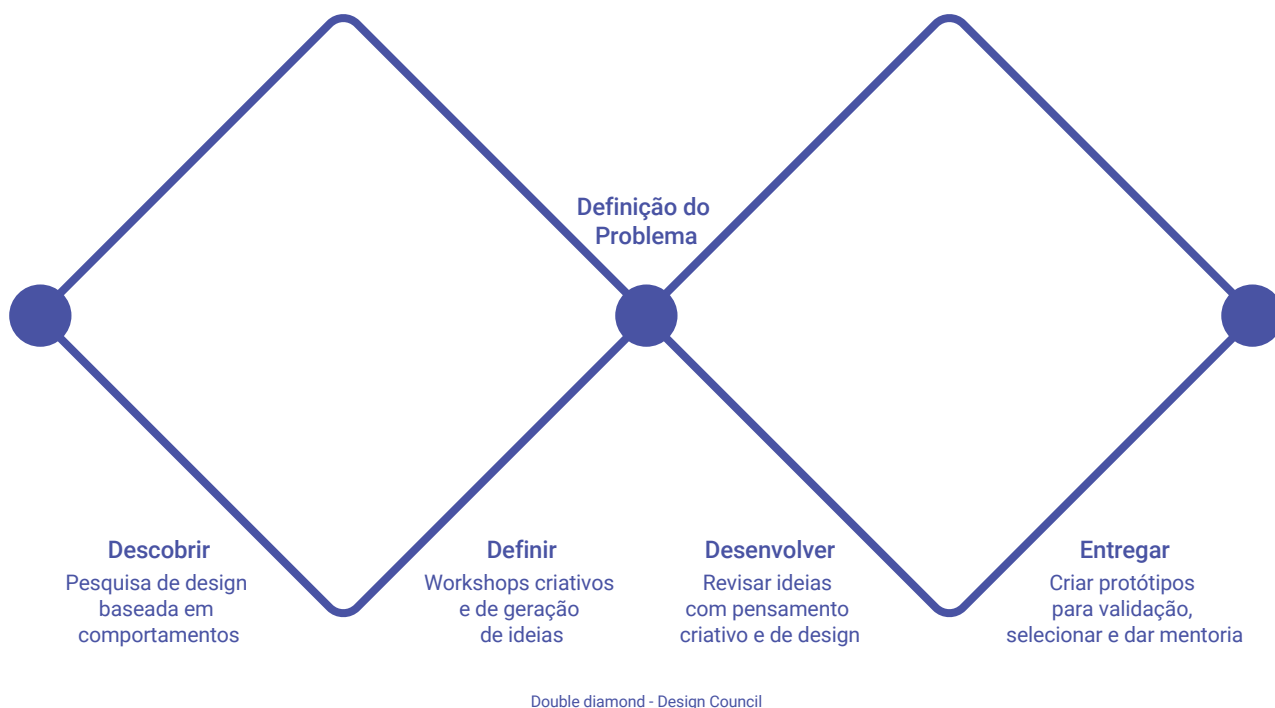 Definição do
Problema
Descobrir
Pesquisa de design
baseada em
comportamentos
Definir
Workshops criativos
e de geração
de ideias
Desenvolver
Revisar ideias
com pensamento
criativo e de design
Entregar
Criar protótipos
para validação,
selecionar e dar mentoria
Double diamond - Design Council